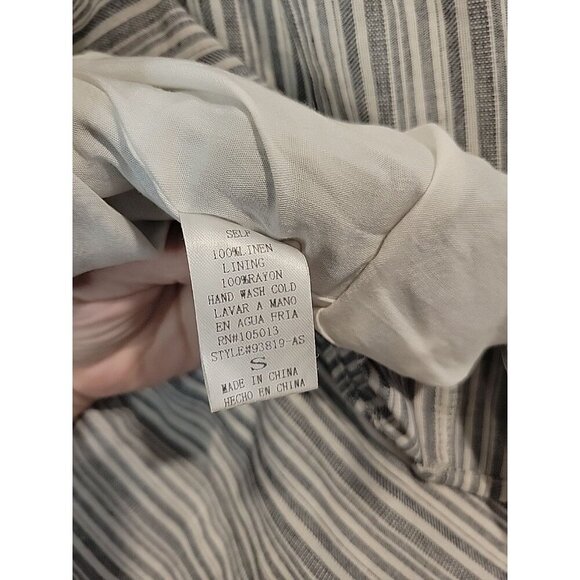 SELF
100%LINEN
LINING
100%RAYON
HAND WASH COLD
LAVAR A MANO
EN AGUA FRIA
RN#105013
STYLE#93819-AS
S
MADE IN CHINA
HECHO EN CHINA